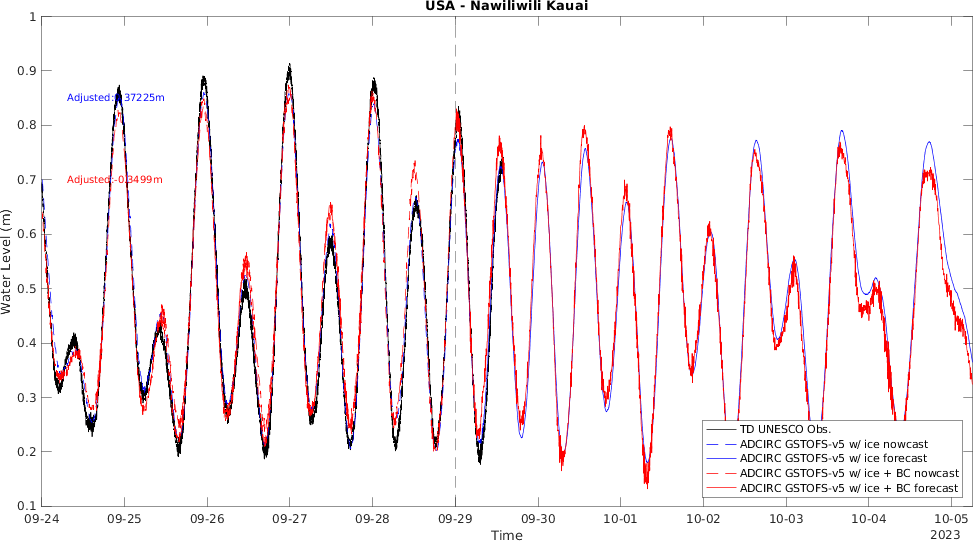 USA - Nawiliwili Kauai
1
0.9
0.8
0.7
0.6
0.5
0.4
0.3
0.2
0.1
Water Level (m)
Adjusted:-0.37225m
Adjusted:-0.3499m
TD UNESCO Obs.
ADCIRC GSTOFS-v5 w/ ice nowcast
ADCIRC GSTOFS-v5 w/ ice forecast
ADCIRC GSTOFS-v5 w/ ice + BC nowcast
ADCIRC GSTOFS-v5 w/ ice + BC forecast
09-24 09-25 09-26 09-27 09-28 09-29 09-30 10-01 10-02 10-03 10-04 10-05
Time 2023